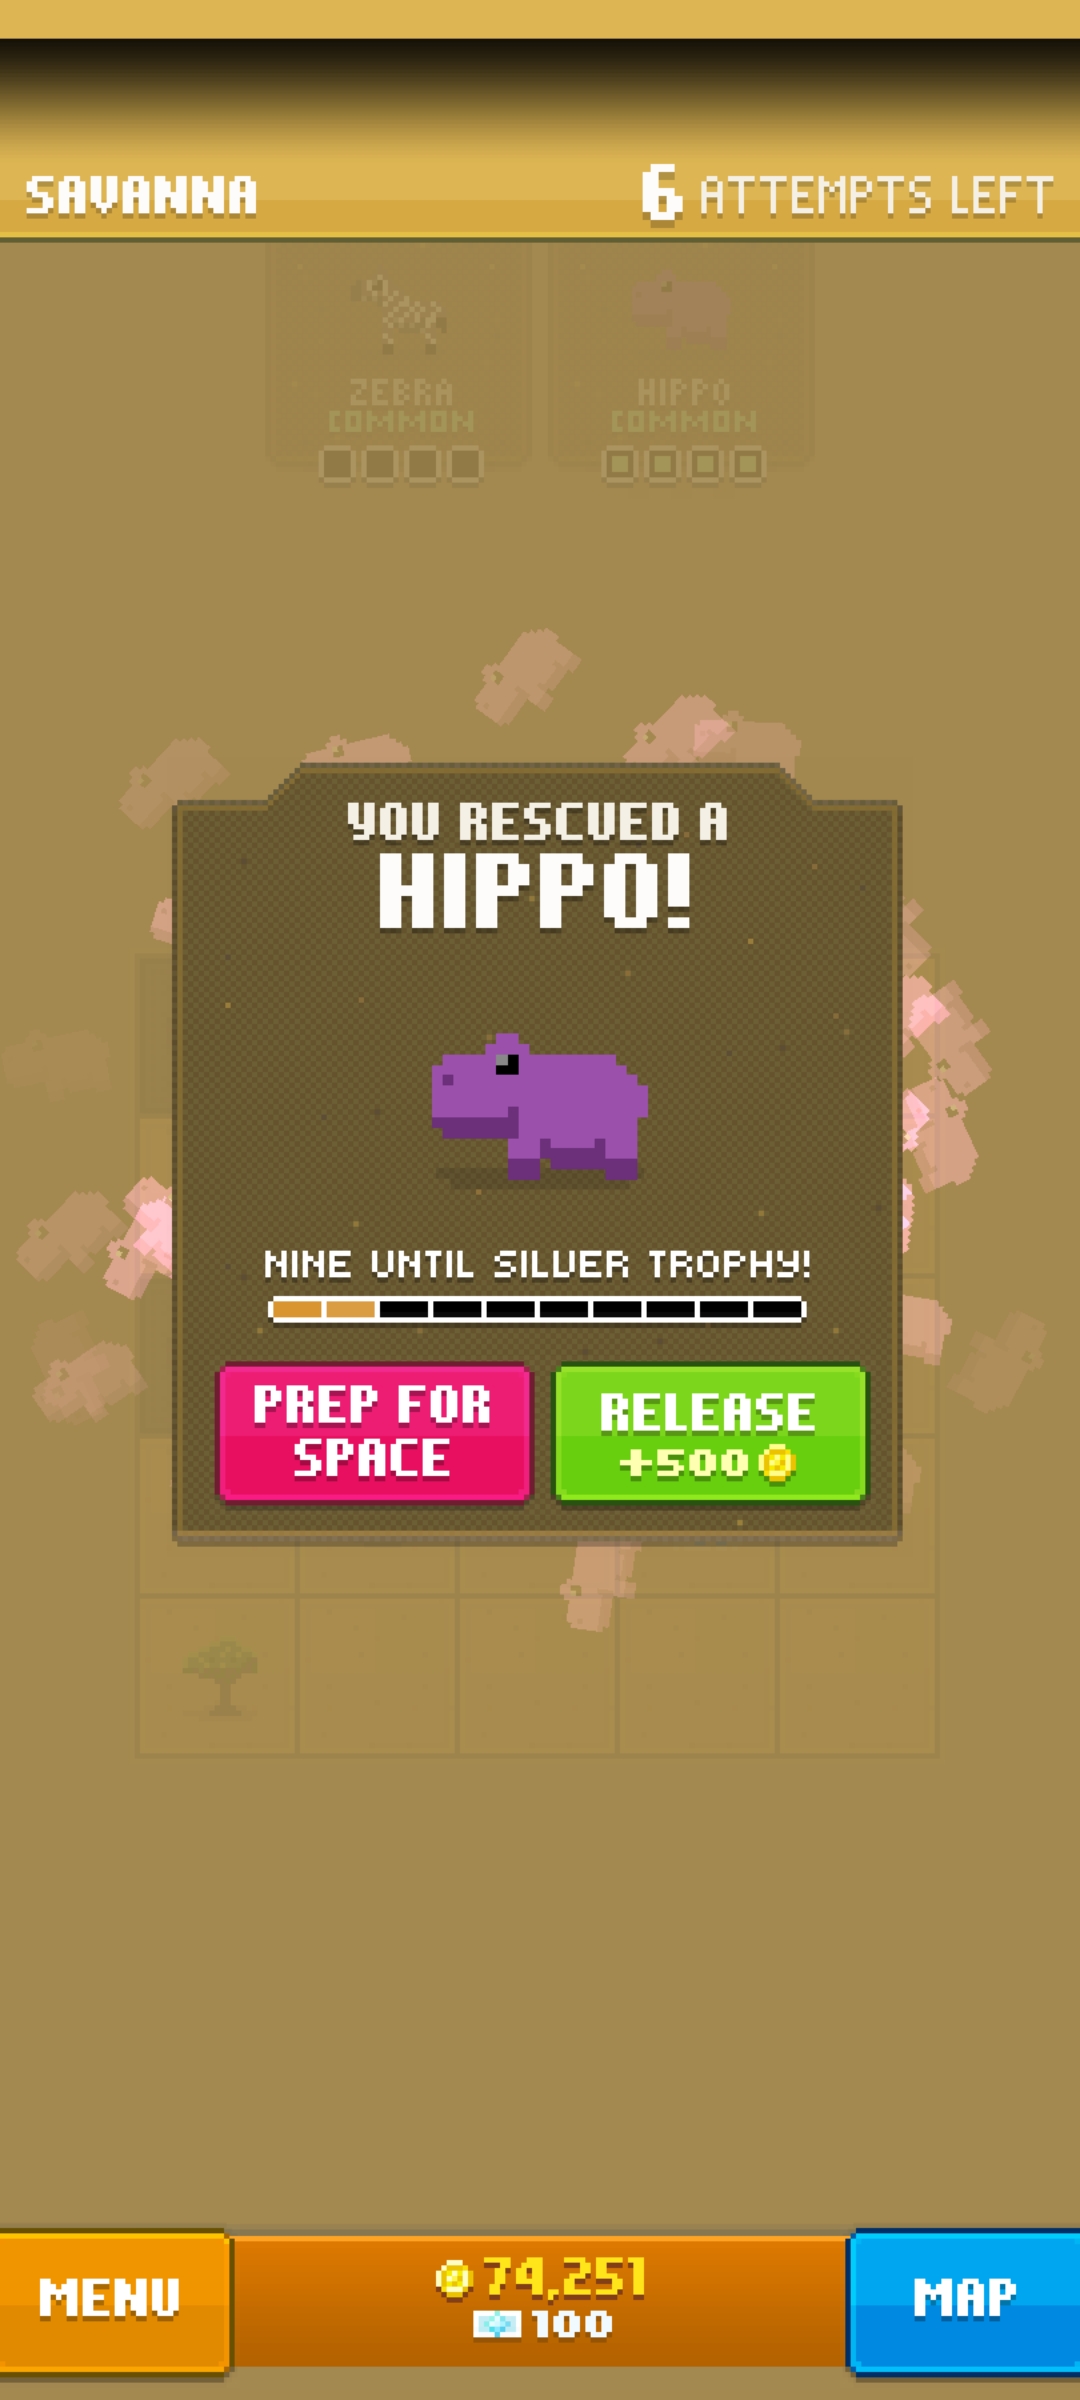 SAVANNA
6 ATTEMPTS LEFT
ZEBRA
COMMON
HIPPO
COMMON
YOU RESCUED A
HIPPO!
NINE UNTIL SILVER TROPHY!
PREP FOR
SPACE
RELEASE
+500
MENU
74,251
100
MAP